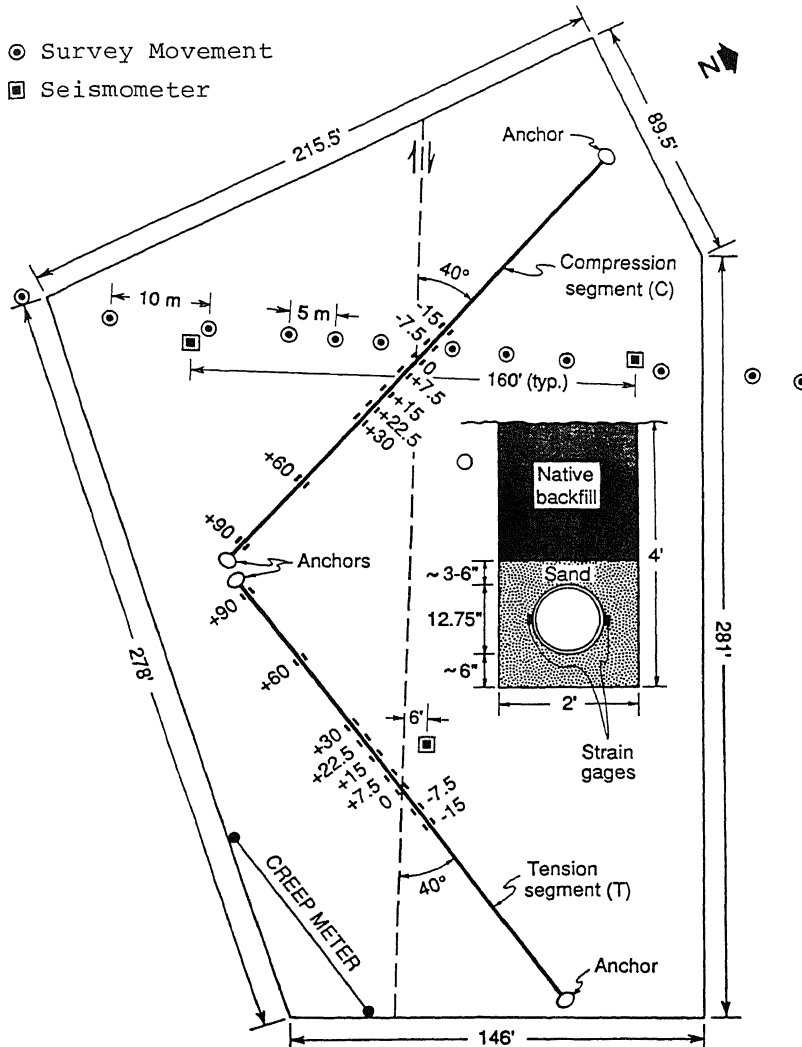 Survey Movement
Seismometer
N
215.5'
89.5'
Anchor
40°
Compression
segment (C)
10 m
5 m
-15
-7.5
0
+7.5
+15
+22.5
+30
160' (typ.)
+60
+90
Anchors
Native
backfill
4'
~ 3-6"
Sand
12.75"
~ 6"
2'
Strain
gages
281'
278'
+90
+60
6'
+30
+22.5
+15
+7.5
0
-7.5
-15
40°
Tension
segment (T)
CREEP METER
Anchor
146'